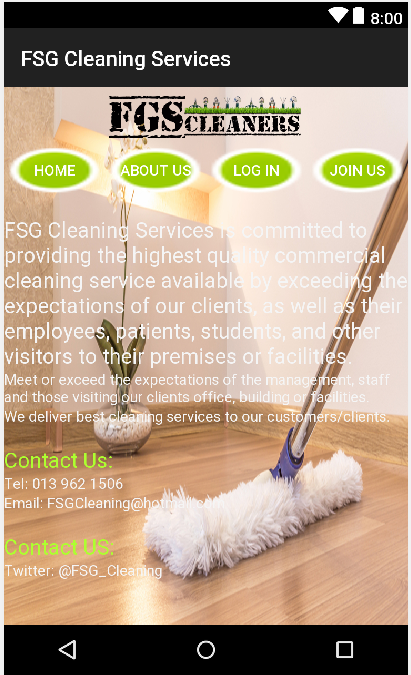 8:00
FSG Cleaning Services
FGS CLEANERS
HOME ABOUT US LOG IN JOIN US
FSG Cleaning Services is committed to
providing the highest quality commercial
cleaning service available by exceeding the
expectations of our clients, as well as their
employees, patients, students, and other
visitors to their premises or facilities.
Meet or exceed the expectations of the management, staff
and those visiting our clients office, building or facilities.
We deliver best cleaning services to our customers/clients.
Contact Us:
Tel: 013 962 1506
Email: FSGCleaning@hotmail.com
Contact US:
Twitter: @FSG_Cleaning